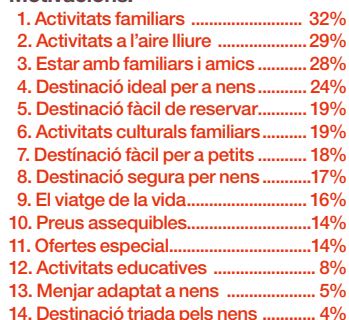 1. Activitats familiars ........................... 32%
2. Activitats a l'aire lliure .................. 29%
3. Estar amb familiars i amics ........... 28%
4. Destinació ideal per a nens ........... 24%
5. Destinació fàcil de reservar............ 19%
6. Activitats culturals familiars ........... 19%
7. Destínació fàcil per a petits ........... 18%
8. Destinació segura per nens ...........17%
9. El viatge de la vida........................ 16%
10. Preus assequibles.........................14%
11. Ofertes especial............................14%
12. Activitats educatives ..................... 8%
13. Menjar adaptat a nens .................. 5%
14. Destinació triada pels nens ............ 4%